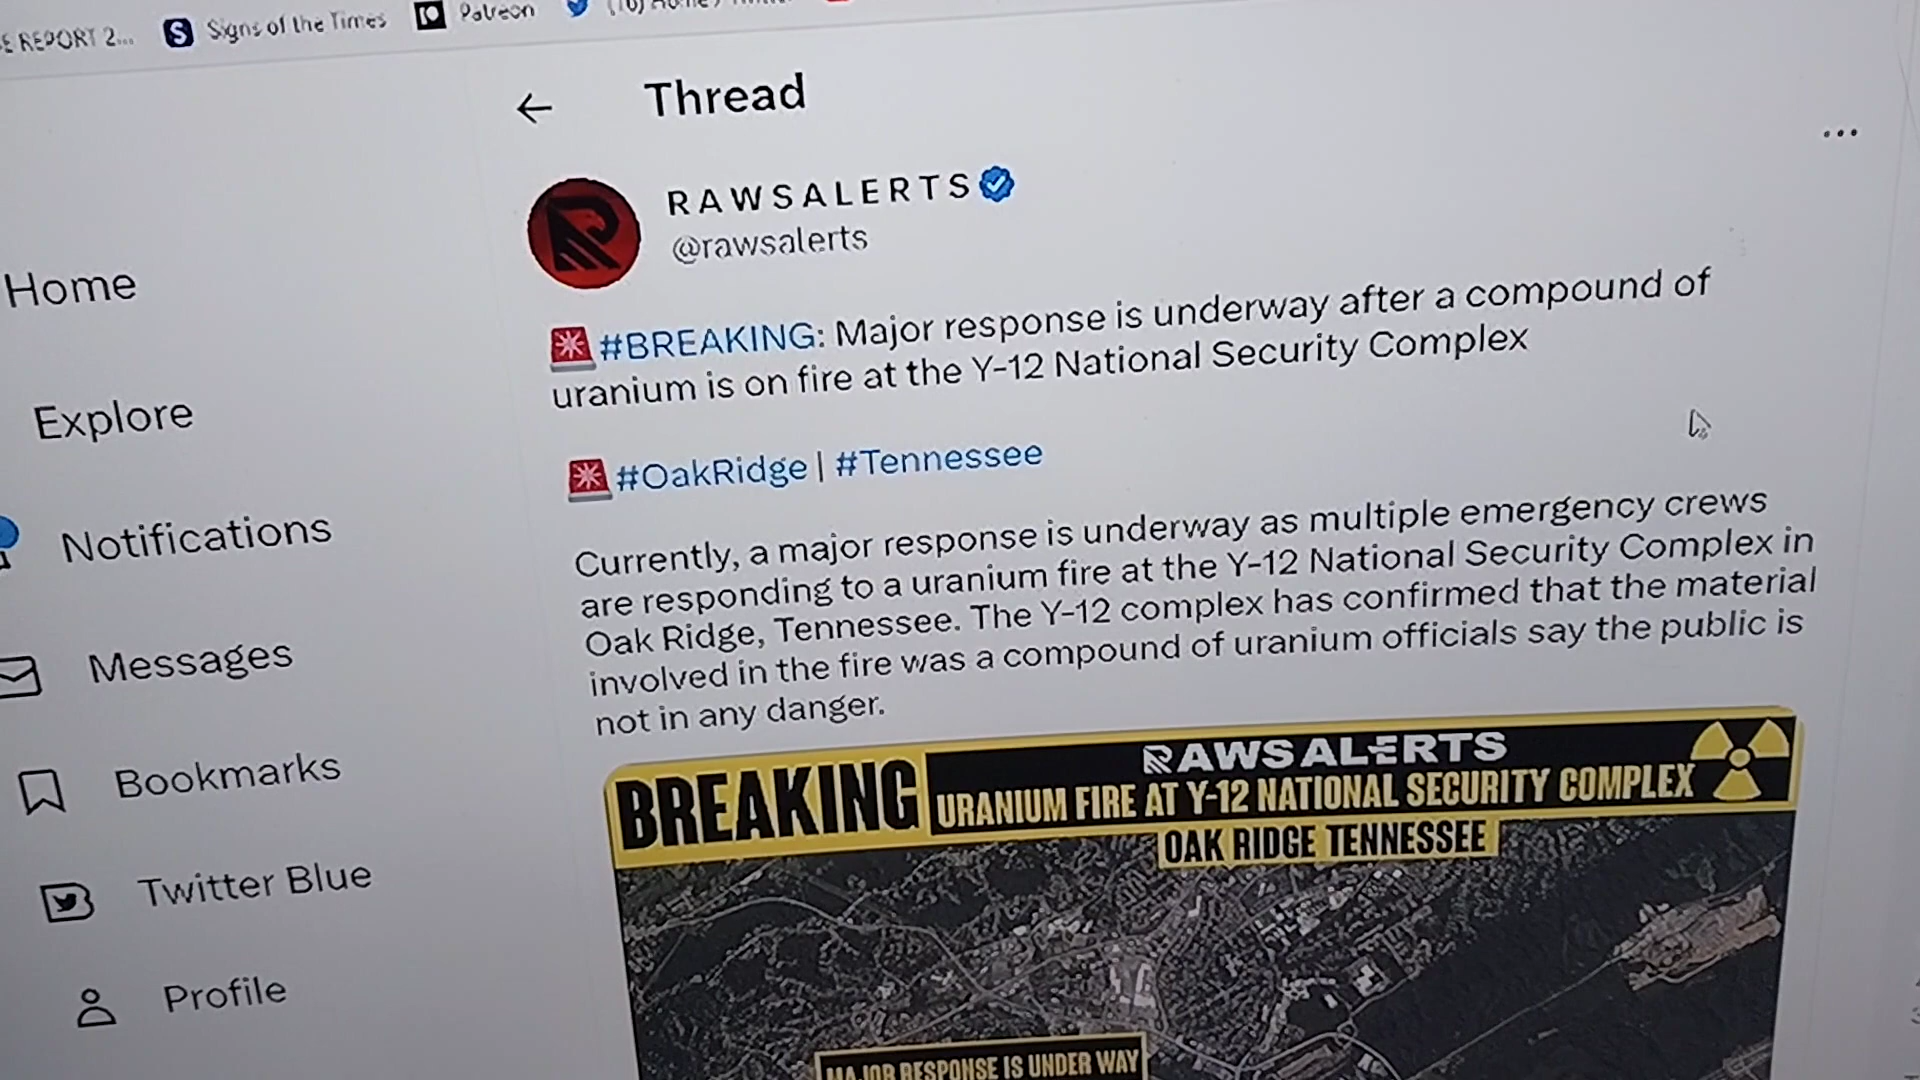 E REPORT 2...
Signs of the Times
Patreon
Thread
RAWSALERTS
@rawsalerts
Home
🚨#BREAKING: Major response is underway after a compound of
uranium is on fire at the Y-12 National Security Complex
Explore
🚨#OakRidge | #Tennessee
Notifications
Currently, a major response is underway as multiple emergency crews
are responding to a uranium fire at the Y-12 National Security Complex in
Oak Ridge, Tennessee. The Y-12 complex has confirmed that the material
involved in the fire was a compound of uranium officials say the public is
not in any danger.
Messages
Bookmarks
Twitter Blue
Profile
RAWSALERTS
BREAKING
URANIUM FIRE AT Y-12 NATIONAL SECURITY COMPLEX
OAK RIDGE TENNESSEE
MAJOR RESPONSE IS UNDER WAY